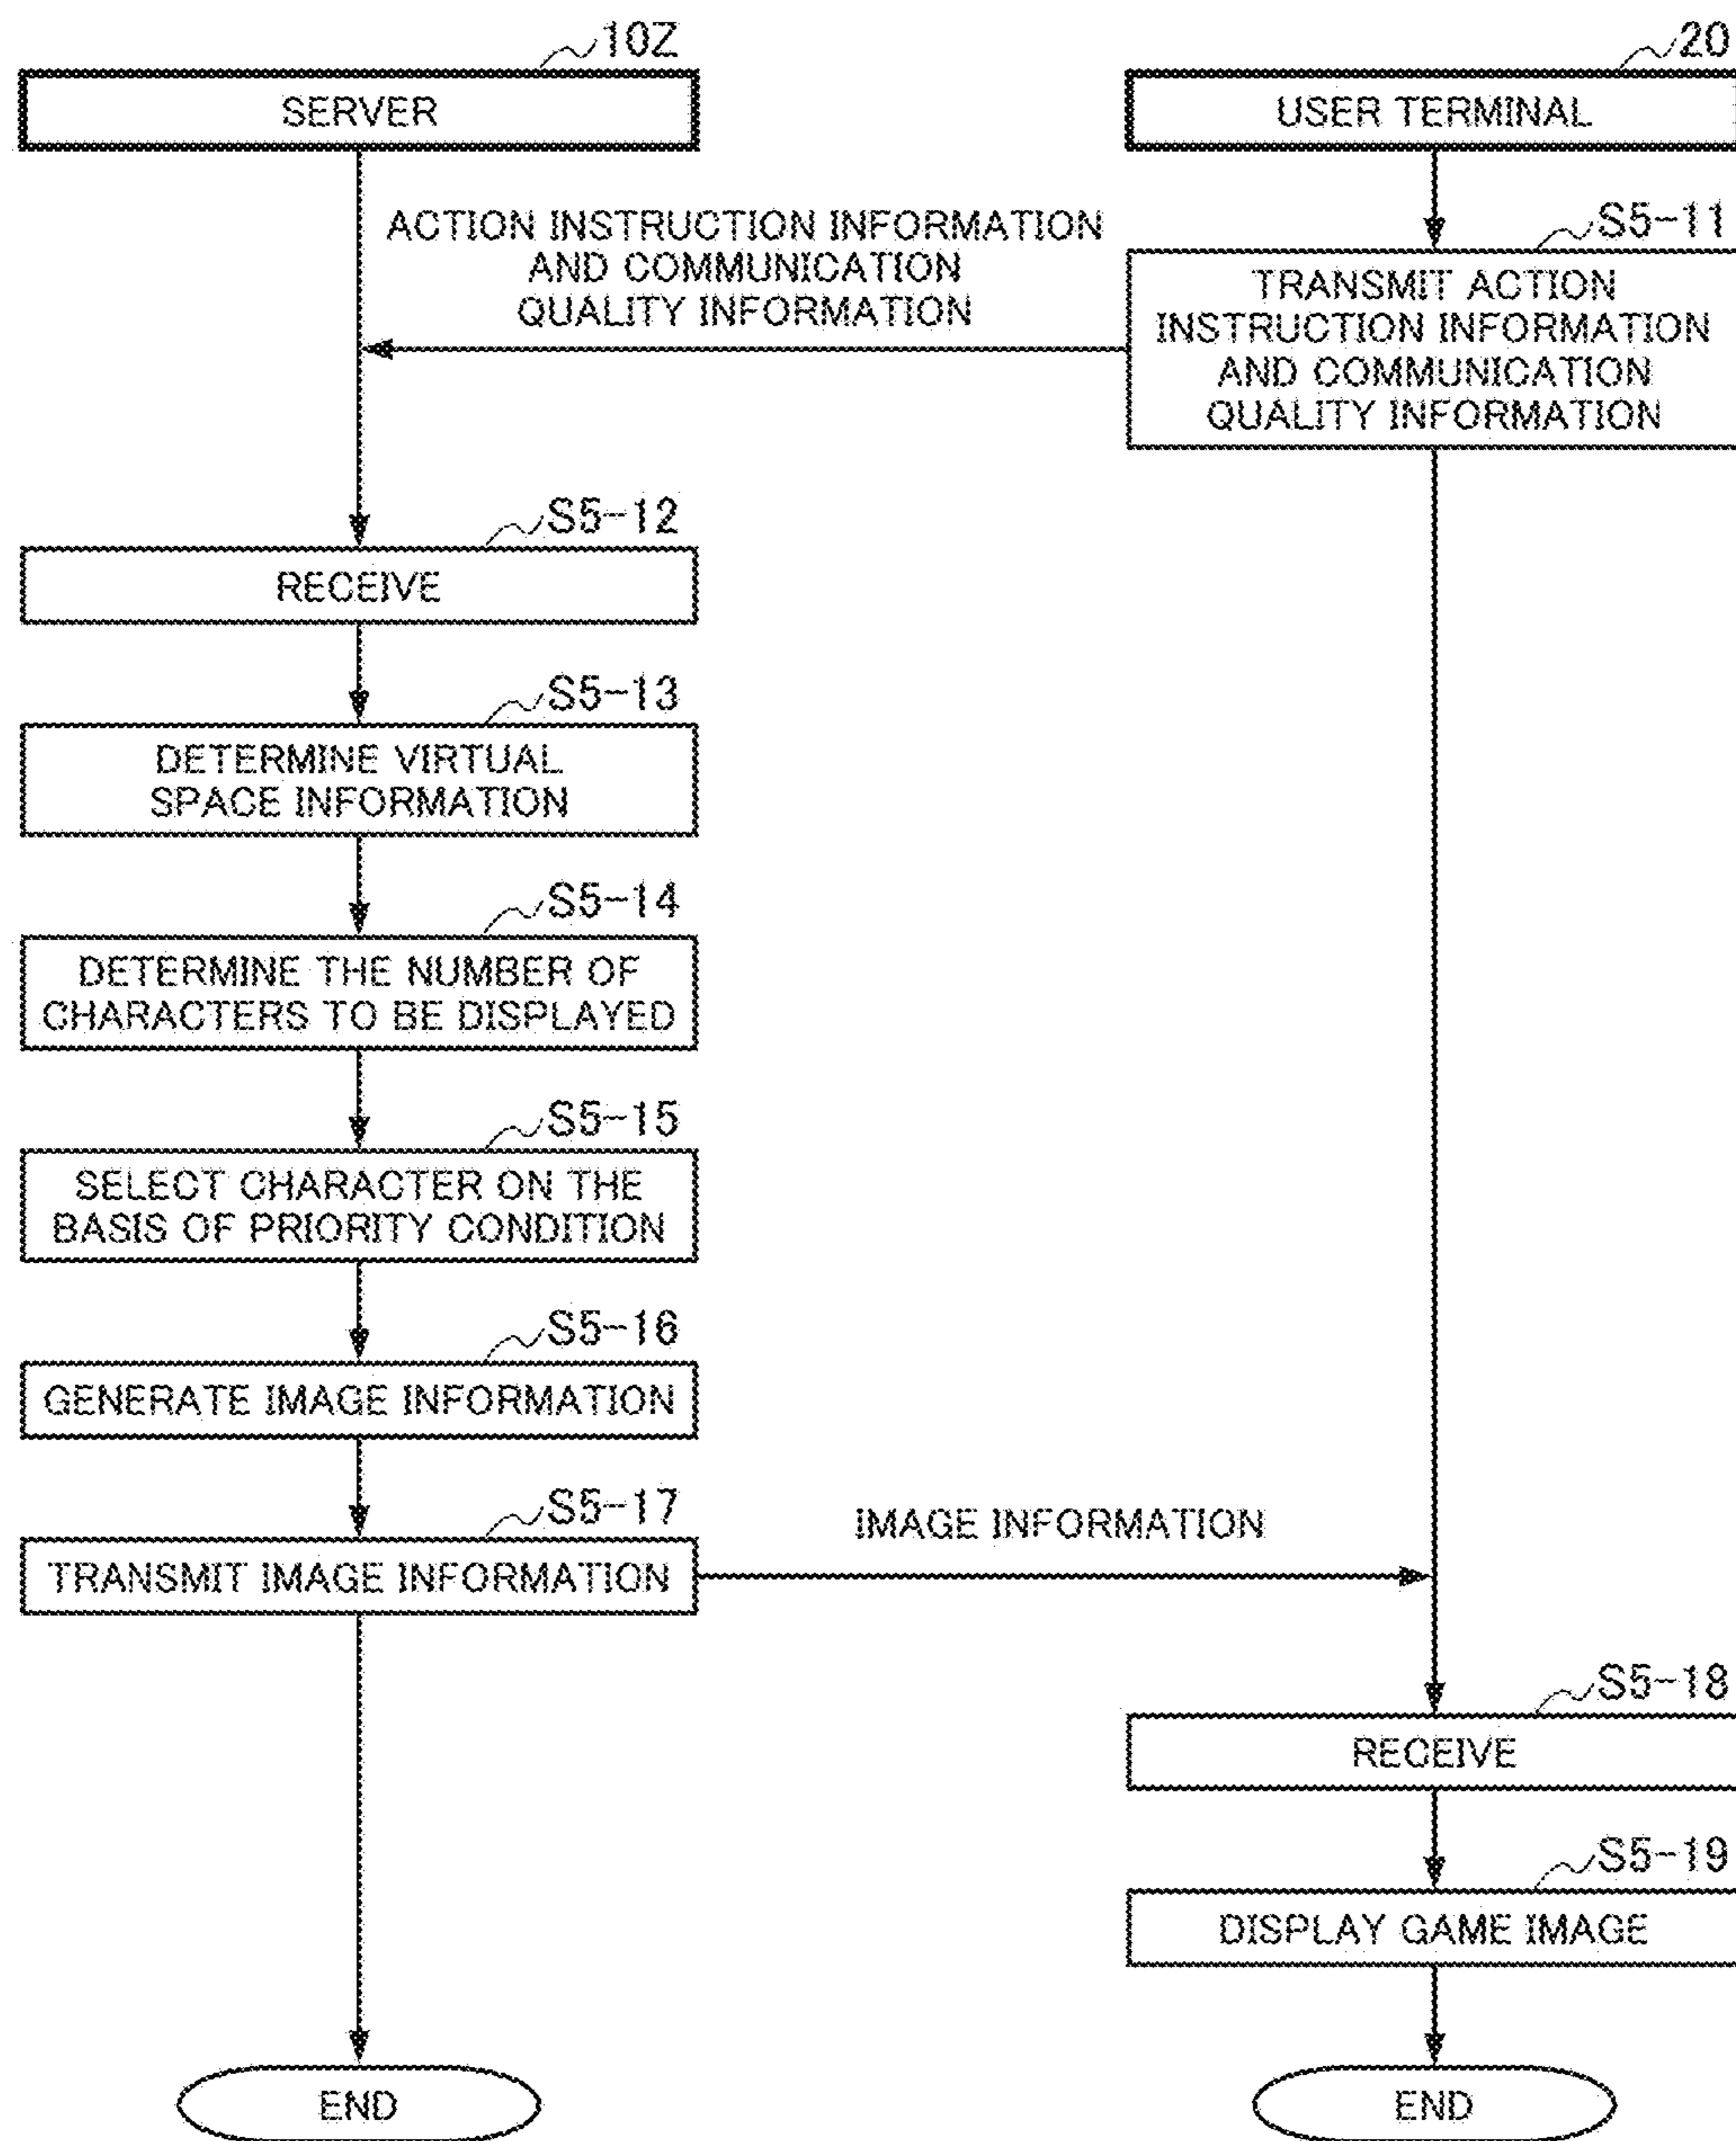 10Z
SERVER
20
USER TERMINAL
ACTION INSTRUCTION INFORMATION
AND COMMUNICATION
QUALITY INFORMATION
S5-11
TRANSMIT ACTION
INSTRUCTION INFORMATION
AND COMMUNICATION
QUALITY INFORMATION
S5-12
RECEIVE
S5-13
DETERMINE VIRTUAL
SPACE INFORMATION
S5-14
DETERMINE THE NUMBER OF
CHARACTERS TO BE DISPLAYED
S5-15
SELECT CHARACTER ON THE
BASIS OF PRIORITY CONDITION
S5-16
GENERATE IMAGE INFORMATION
S5-17
TRANSMIT IMAGE INFORMATION
IMAGE INFORMATION
S5-18
RECEIVE
S5-19
DISPLAY GAME IMAGE
END
END